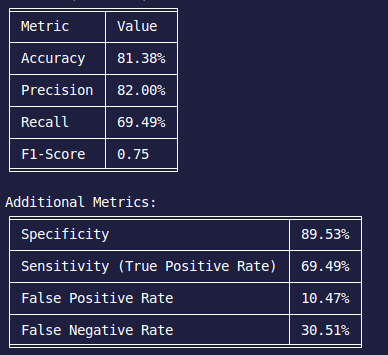 Metric Value
Accuracy 81.38%
Precision 82.00%
Recall 69.49%
F1-Score 0.75
Additional Metrics:
Specificity 89.53%
Sensitivity (True Positive Rate) 69.49%
False Positive Rate 10.47%
False Negative Rate 30.51%